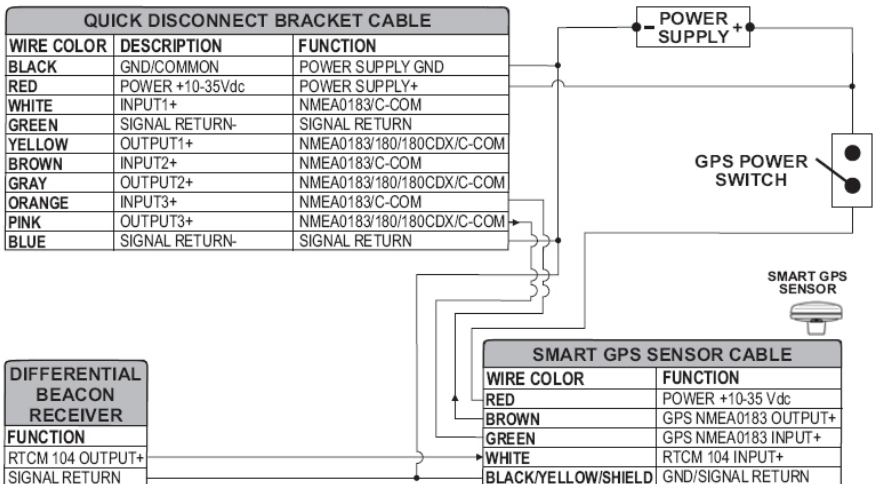 QUICK DISCONNECT BRACKET CABLE
WIRE COLOR DESCRIPTION FUNCTION
BLACK GND/COMMON POWER SUPPLY GND
RED POWER +10-35Vdc POWER SUPPLY+
WHITE INPUT1+ NMEA0183/C-COM
GREEN SIGNAL RETURN- SIGNAL RETURN
YELLOW OUTPUT1+ NMEA0183/180/180CDX/C-COM
BROWN INPUT2+ NMEA0183/C-COM
GRAY OUTPUT2+ NMEA0183/180/180CDX/C-COM
ORANGE INPUT3+ NMEA0183/C-COM
PINK OUTPUT3+ NMEA0183/180/180CDX/C-COM
BLUE SIGNAL RETURN- SIGNAL RETURN
- POWER +
SUPPLY
GPS POWER
SWITCH
SMART GPS
SENSOR
DIFFERENTIAL
BEACON
RECEIVER
FUNCTION
RTCM 104 OUTPUT+
SIGNAL RETURN
SMART GPS SENSOR CABLE
WIRE COLOR FUNCTION
RED POWER +10-35 Vdc
BROWN GPS NMEA0183 OUTPUT+
GREEN GPS NMEA0183 INPUT+
WHITE RTCM 104 INPUT+
BLACK/YELLOW/SHIELD GND/SIGNAL RETURN